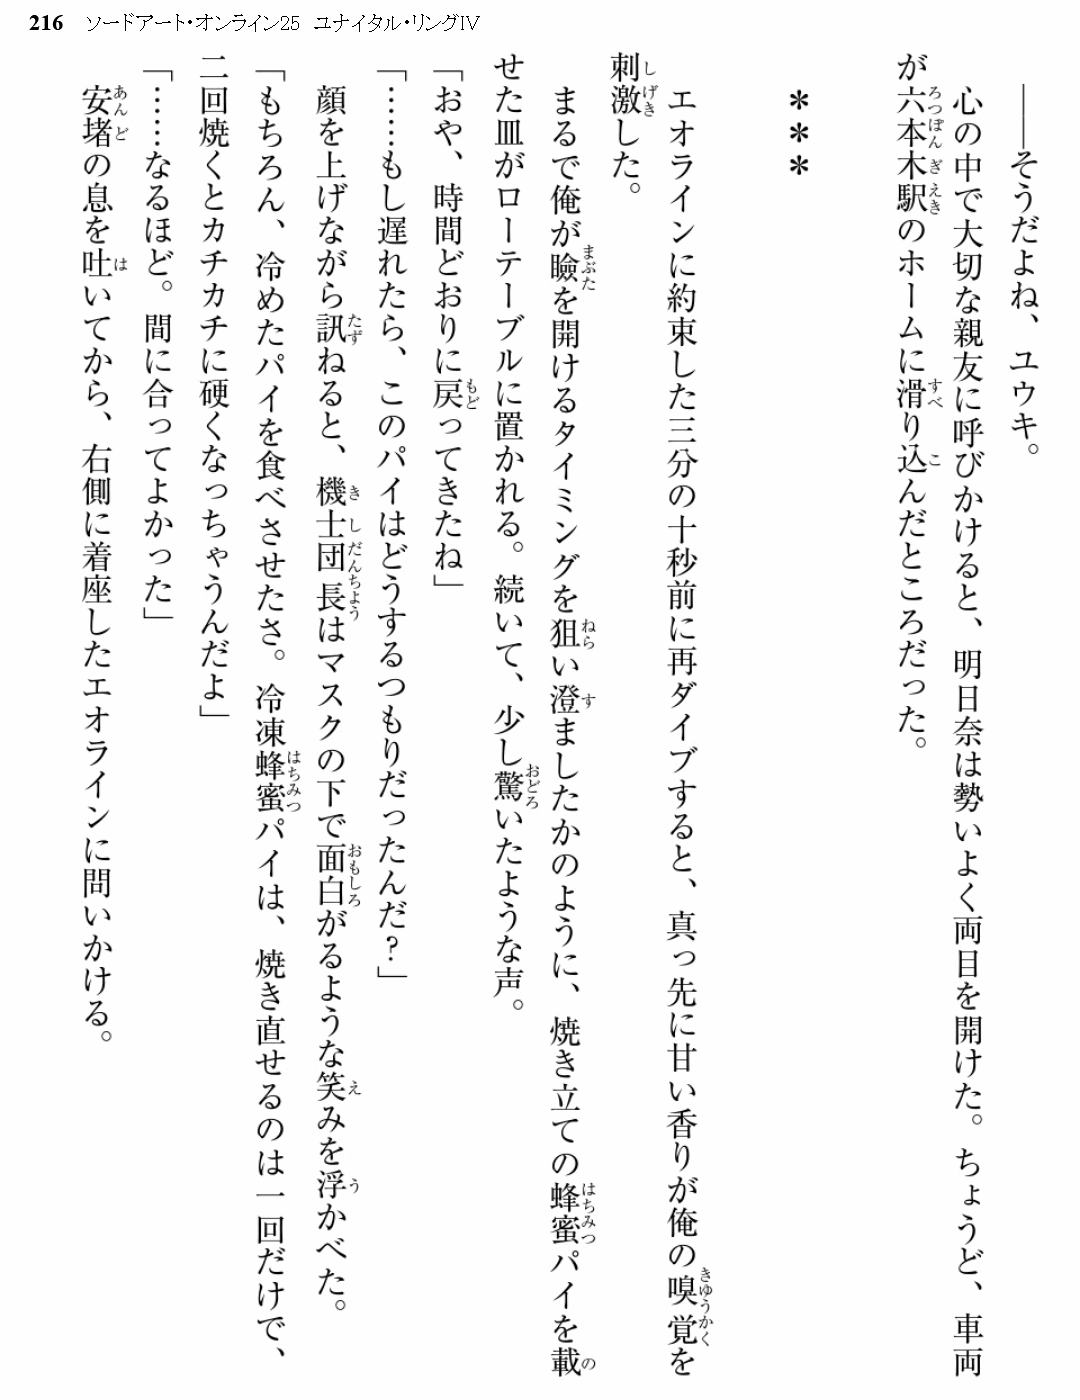 216 ソードアート・オンライン25 ユナイタル・リングIV
――そうだよね、ユウキ。
心の中で大切な親友に呼びかけると、明日奈は勢いよく両目を開けた。ちょうど、車両
が六本木駅のホームに滑り込んだところだった。
＊＊＊
エオラインに約束した三分の十秒前に再ダイブすると、真っ先に甘い香りが俺の嗅覚を
刺激した。
まるで俺が瞼を開けるタイミングを狙い澄ましたかのように、焼き立ての蜂蜜パイを載
せた皿がローテーブルに置かれる。続いて、少し驚いたような声。
「おや、時間どおりに戻ってきたね」
「……もし遅れたら、このパイはどうするつもりだったんだ?」
顔を上げながら訊ねると、機士団長はマスクの下で面白がるような笑みを浮かべた。
「もちろん、冷めたパイを食べさせたさ。冷凍蜂蜜パイは、焼き直せるのは一回だけで、
二回焼くとカチカチに硬くなっちゃうんだよ」
「……なるほど。間に合ってよかった」
安堵の息を吐いてから、右側に着座したエオラインに問いかける。